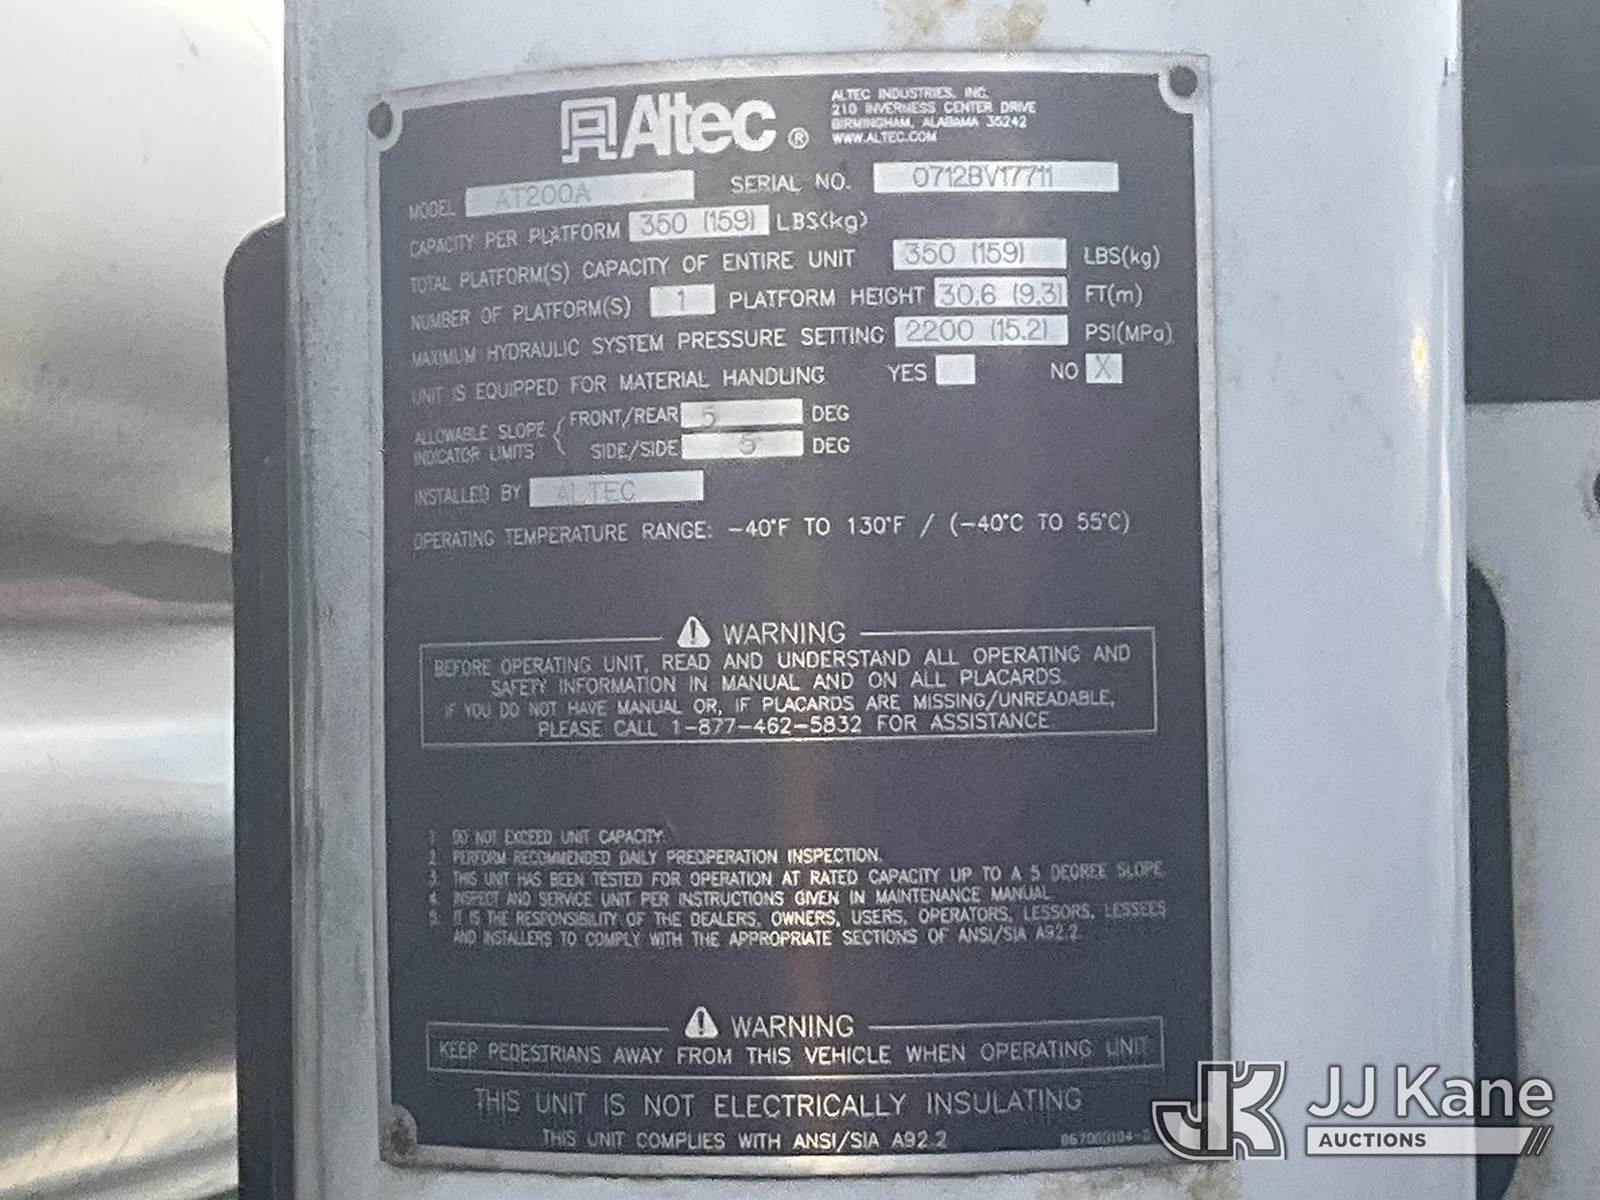 Altec ®
ALTEC INDUSTRIES, INC.
210 INVERNESS CENTER DRIVE
BIRMINGHAM, ALABAMA 35242
WWW.ALTEC.COM
MODEL AT200A SERIAL NO. 0712BV17711
CAPACITY PER PLATFORM 350 (159) LBS(kg)
TOTAL PLATFORM(S) CAPACITY OF ENTIRE UNIT 350 (159) LBS(kg)
NUMBER OF PLATFORM(S) 1 PLATFORM HEIGHT 30.6 (9.3) FT(m)
MAXIMUM HYDRAULIC SYSTEM PRESSURE SETTING 2200 (15.2) PSI(MPa)
UNIT IS EQUIPPED FOR MATERIAL HANDLING YES NO X
ALLOWABLE SLOPE INDICATOR LIMITS { FRONT/REAR 5 DEG
SIDE/SIDE 5 DEG
INSTALLED BY ALTEC
OPERATING TEMPERATURE RANGE: -40°F TO 130°F / (-40°C TO 55°C)
WARNING
BEFORE OPERATING UNIT, READ AND UNDERSTAND ALL OPERATING AND
SAFETY INFORMATION IN MANUAL AND ON ALL PLACARDS.
IF YOU DO NOT HAVE MANUAL OR, IF PLACARDS ARE MISSING/UNREADABLE,
PLEASE CALL 1-877-462-5832 FOR ASSISTANCE.
1. DO NOT EXCEED UNIT CAPACITY.
2. PERFORM RECOMMENDED DAILY PREOPERATION INSPECTION.
3. THIS UNIT HAS BEEN TESTED FOR OPERATION AT RATED CAPACITY UP TO A 5 DEGREE SLOPE.
4. INSPECT AND SERVICE UNIT PER INSTRUCTIONS GIVEN IN MAINTENANCE MANUAL.
5. IT IS THE RESPONSIBILITY OF THE DEALERS, OWNERS, USERS, OPERATORS, LESSORS, LESSEES
AND INSTALLERS TO COMPLY WITH THE APPROPRIATE SECTIONS OF ANSI/SIA A92.2.
WARNING
KEEP PEDESTRIANS AWAY FROM THIS VEHICLE WHEN OPERATING UNIT.
THIS UNIT IS NOT ELECTRICALLY INSULATING
THIS UNIT COMPLIES WITH ANSI/SIA A92.2
JK JJ Kane
AUCTIONS